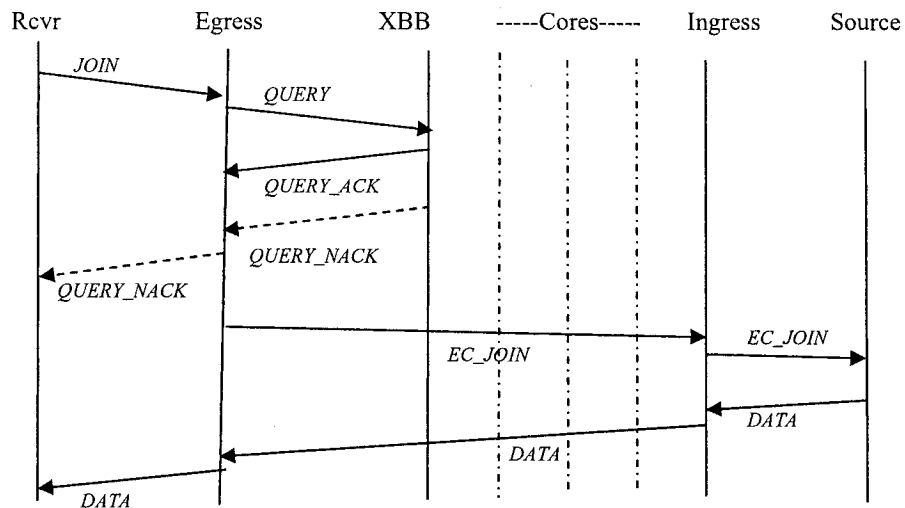 Rcvr Egress XBB -----Cores----- Ingress Source
JOIN
QUERY
QUERY_ACK
QUERY_NACK
QUERY_NACK
EC_JOIN
EC_JOIN
DATA
DATA
DATA